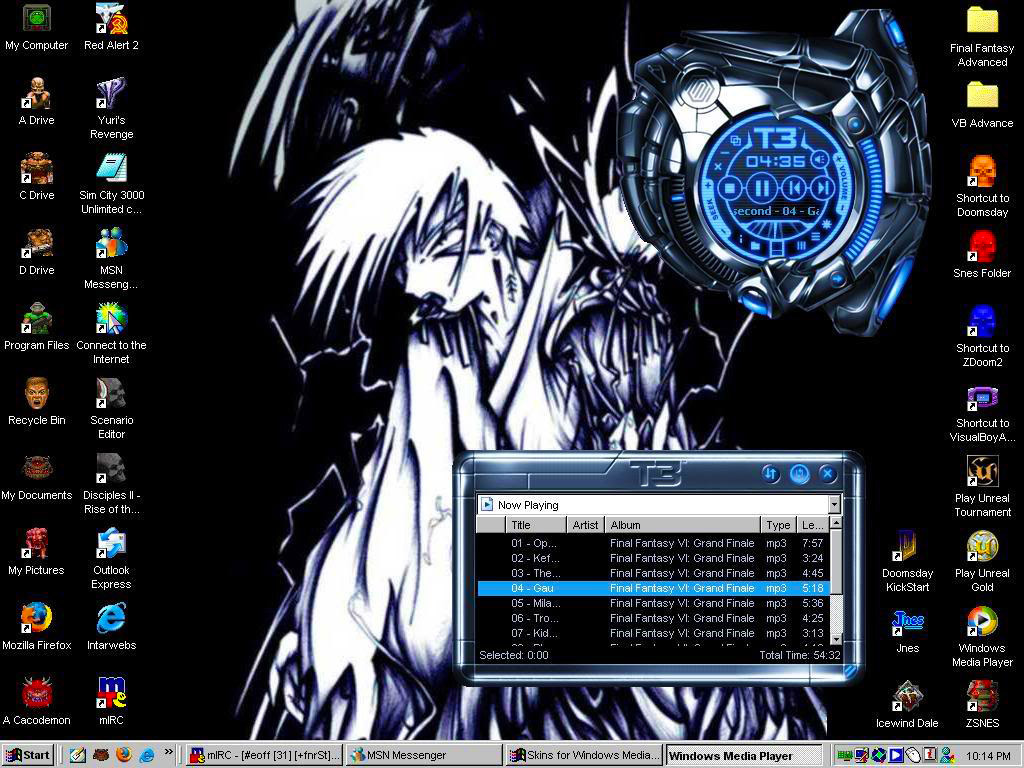 My Computer
Red Alert 2
A Drive
Yuri's
Revenge
C Drive
Sim City 3000
Unlimited c...
D Drive
MSN
Messeng...
Program Files
Connect to the
Internet
Recycle Bin
Scenario
Editor
My Documents
Disciples II -
Rise of th...
My Pictures
Outlook
Express
Mozilla Firefox
Intarwebs
A Cacodemon
mIRC
T3
04:35
VOLUME
SEEK
second - 04 - Ga
Final Fantasy
Advanced
VB Advance
Shortcut to
Doomsday
Snes Folder
Shortcut to
ZDoom2
Shortcut to
VisualBoyA...
Play Unreal
Tournament
Doomsday
KickStart
Play Unreal
Gold
Jnes
Jnes
Windows
Media Player
Icewind Dale
ZSNES
T3
Now Playing
Title Artist Album Type Le...
01 - Op... Final Fantasy VI: Grand Finale mp3 7:57
02 - Kef... Final Fantasy VI: Grand Finale mp3 3:24
03 - The... Final Fantasy VI: Grand Finale mp3 4:45
04 - Gau Final Fantasy VI: Grand Finale mp3 5:18
05 - Mila... Final Fantasy VI: Grand Finale mp3 5:36
06 - Tro... Final Fantasy VI: Grand Finale mp3 4:25
07 - Kid... Final Fantasy VI: Grand Finale mp3 3:13
Selected: 0:00 Total Time: 54:32
Start
mIRC - [#eoff [31] [+fnrSt]...
MSN Messenger
Skins for Windows Media...
Windows Media Player
10:14 PM